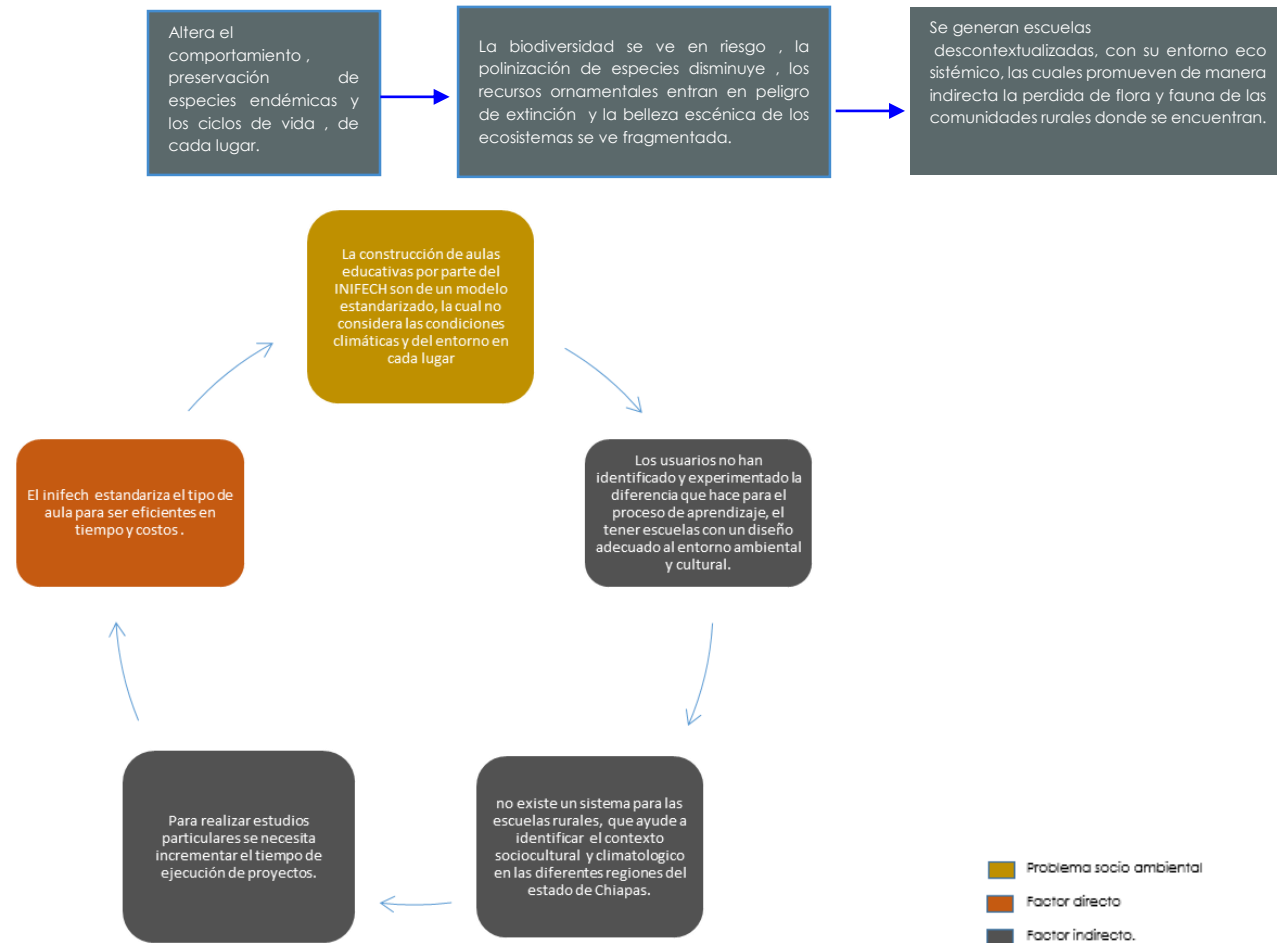 Altera el
comportamiento ,
preservación de
especies endémicas y
los ciclos de vida , de
cada lugar.
La biodiversidad se ve en riesgo , la
polinización de especies disminuye , los
recursos ornamentales entran en peligro
de extinción y la belleza escénica de los
ecosistemas se ve fragmentada.
Se generan escuelas
descontextualizadas, con su entorno eco
sistémico, las cuales promueven de manera
indirecta la perdida de flora y fauna de las
comunidades rurales donde se encuentran.
La construcción de aulas
educativas por parte del
INIFECH son de un modelo
estandarizado, la cual no
considera las condiciones
climáticas y del entorno en
cada lugar
Los usuarios no han
identificado y experimentado la
diferencia que hace para el
proceso de aprendizaje, el
tener escuelas con un diseño
adecuado al entorno ambiental
y cultural.
no existe un sistema para las
escuelas rurales, que ayude a
identificar el contexto
sociocultural y climatologico
en las diferentes regiones del
estado de Chiapas.
Para realizar estudios
particulares se necesita
incrementar el tiempo de
ejecución de proyectos.
El inifech estandariza el tipo de
aula para ser eficientes en
tiempo y costos .
Problema socio ambiental
Factor directo
Factor indirecto.